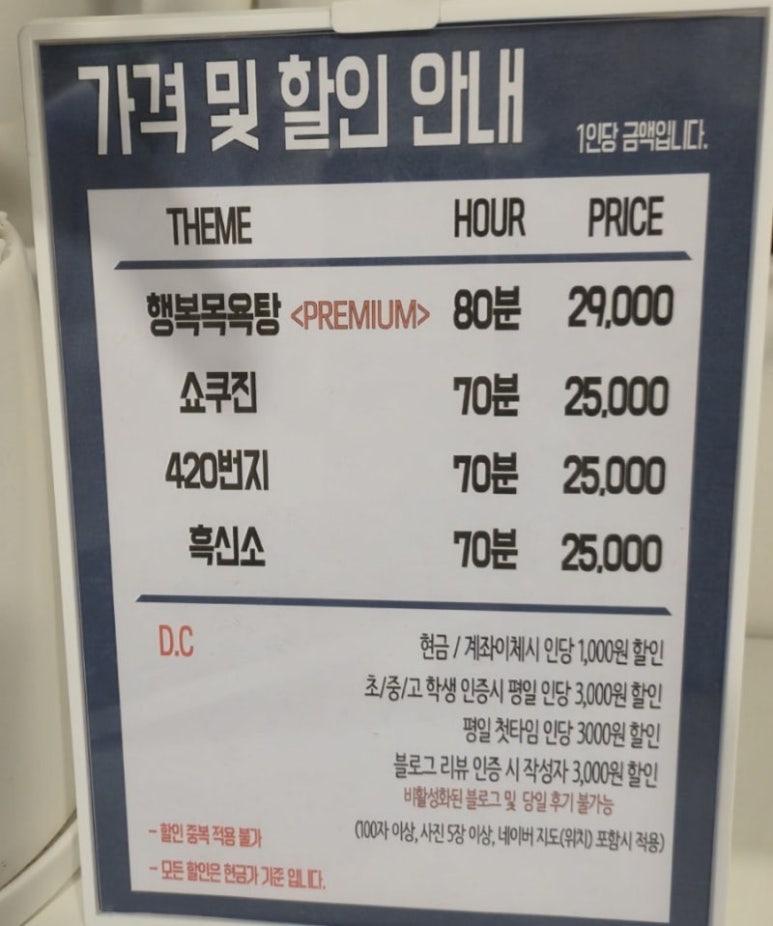 가격 및 할인 안내
1인당 금액입니다.
THEME HOUR PRICE
행복목욕탕 <PREMIUM> 80분 29,000
쇼쿠진 70분 25,000
420번지 70분 25,000
흑신소 70분 25,000
D.C
현금 / 계좌이체시 인당 1,000원 할인
초/중/고 학생 인증시 평일 인당 3,000원 할인
평일 첫타임 인당 3000원 할인
블로그 리뷰 인증 시 작성자 3,000원 할인
비활성화된 블로그 및 당일 후기 불가능
(100자 이상, 사진 5장 이상, 네이버 지도(위치) 포함시 적용)
- 할인 중복 적용 불가
- 모든 할인은 현금가 기준 입니다.